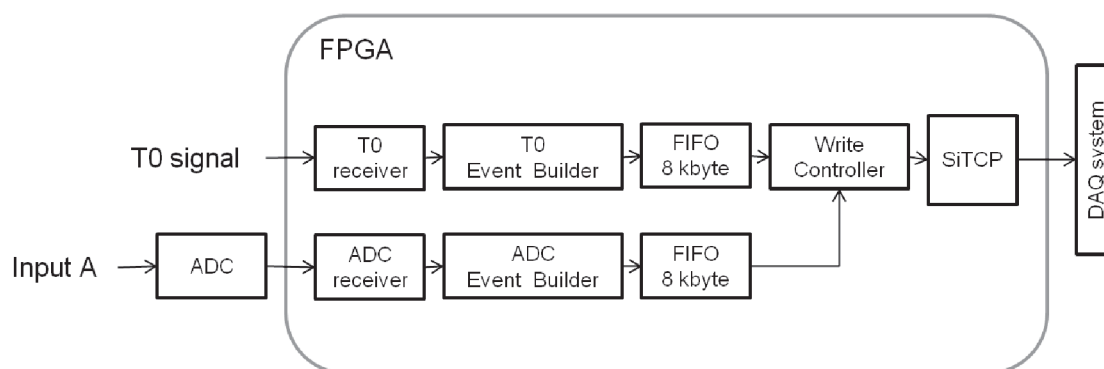 FPGA
T0 signal
T0
receiver
T0
Event Builder
FIFO
8 kbyte
Write
Controller
SiTCP
DAQ system
Input A
ADC
ADC
receiver
ADC
Event Builder
FIFO
8 kbyte